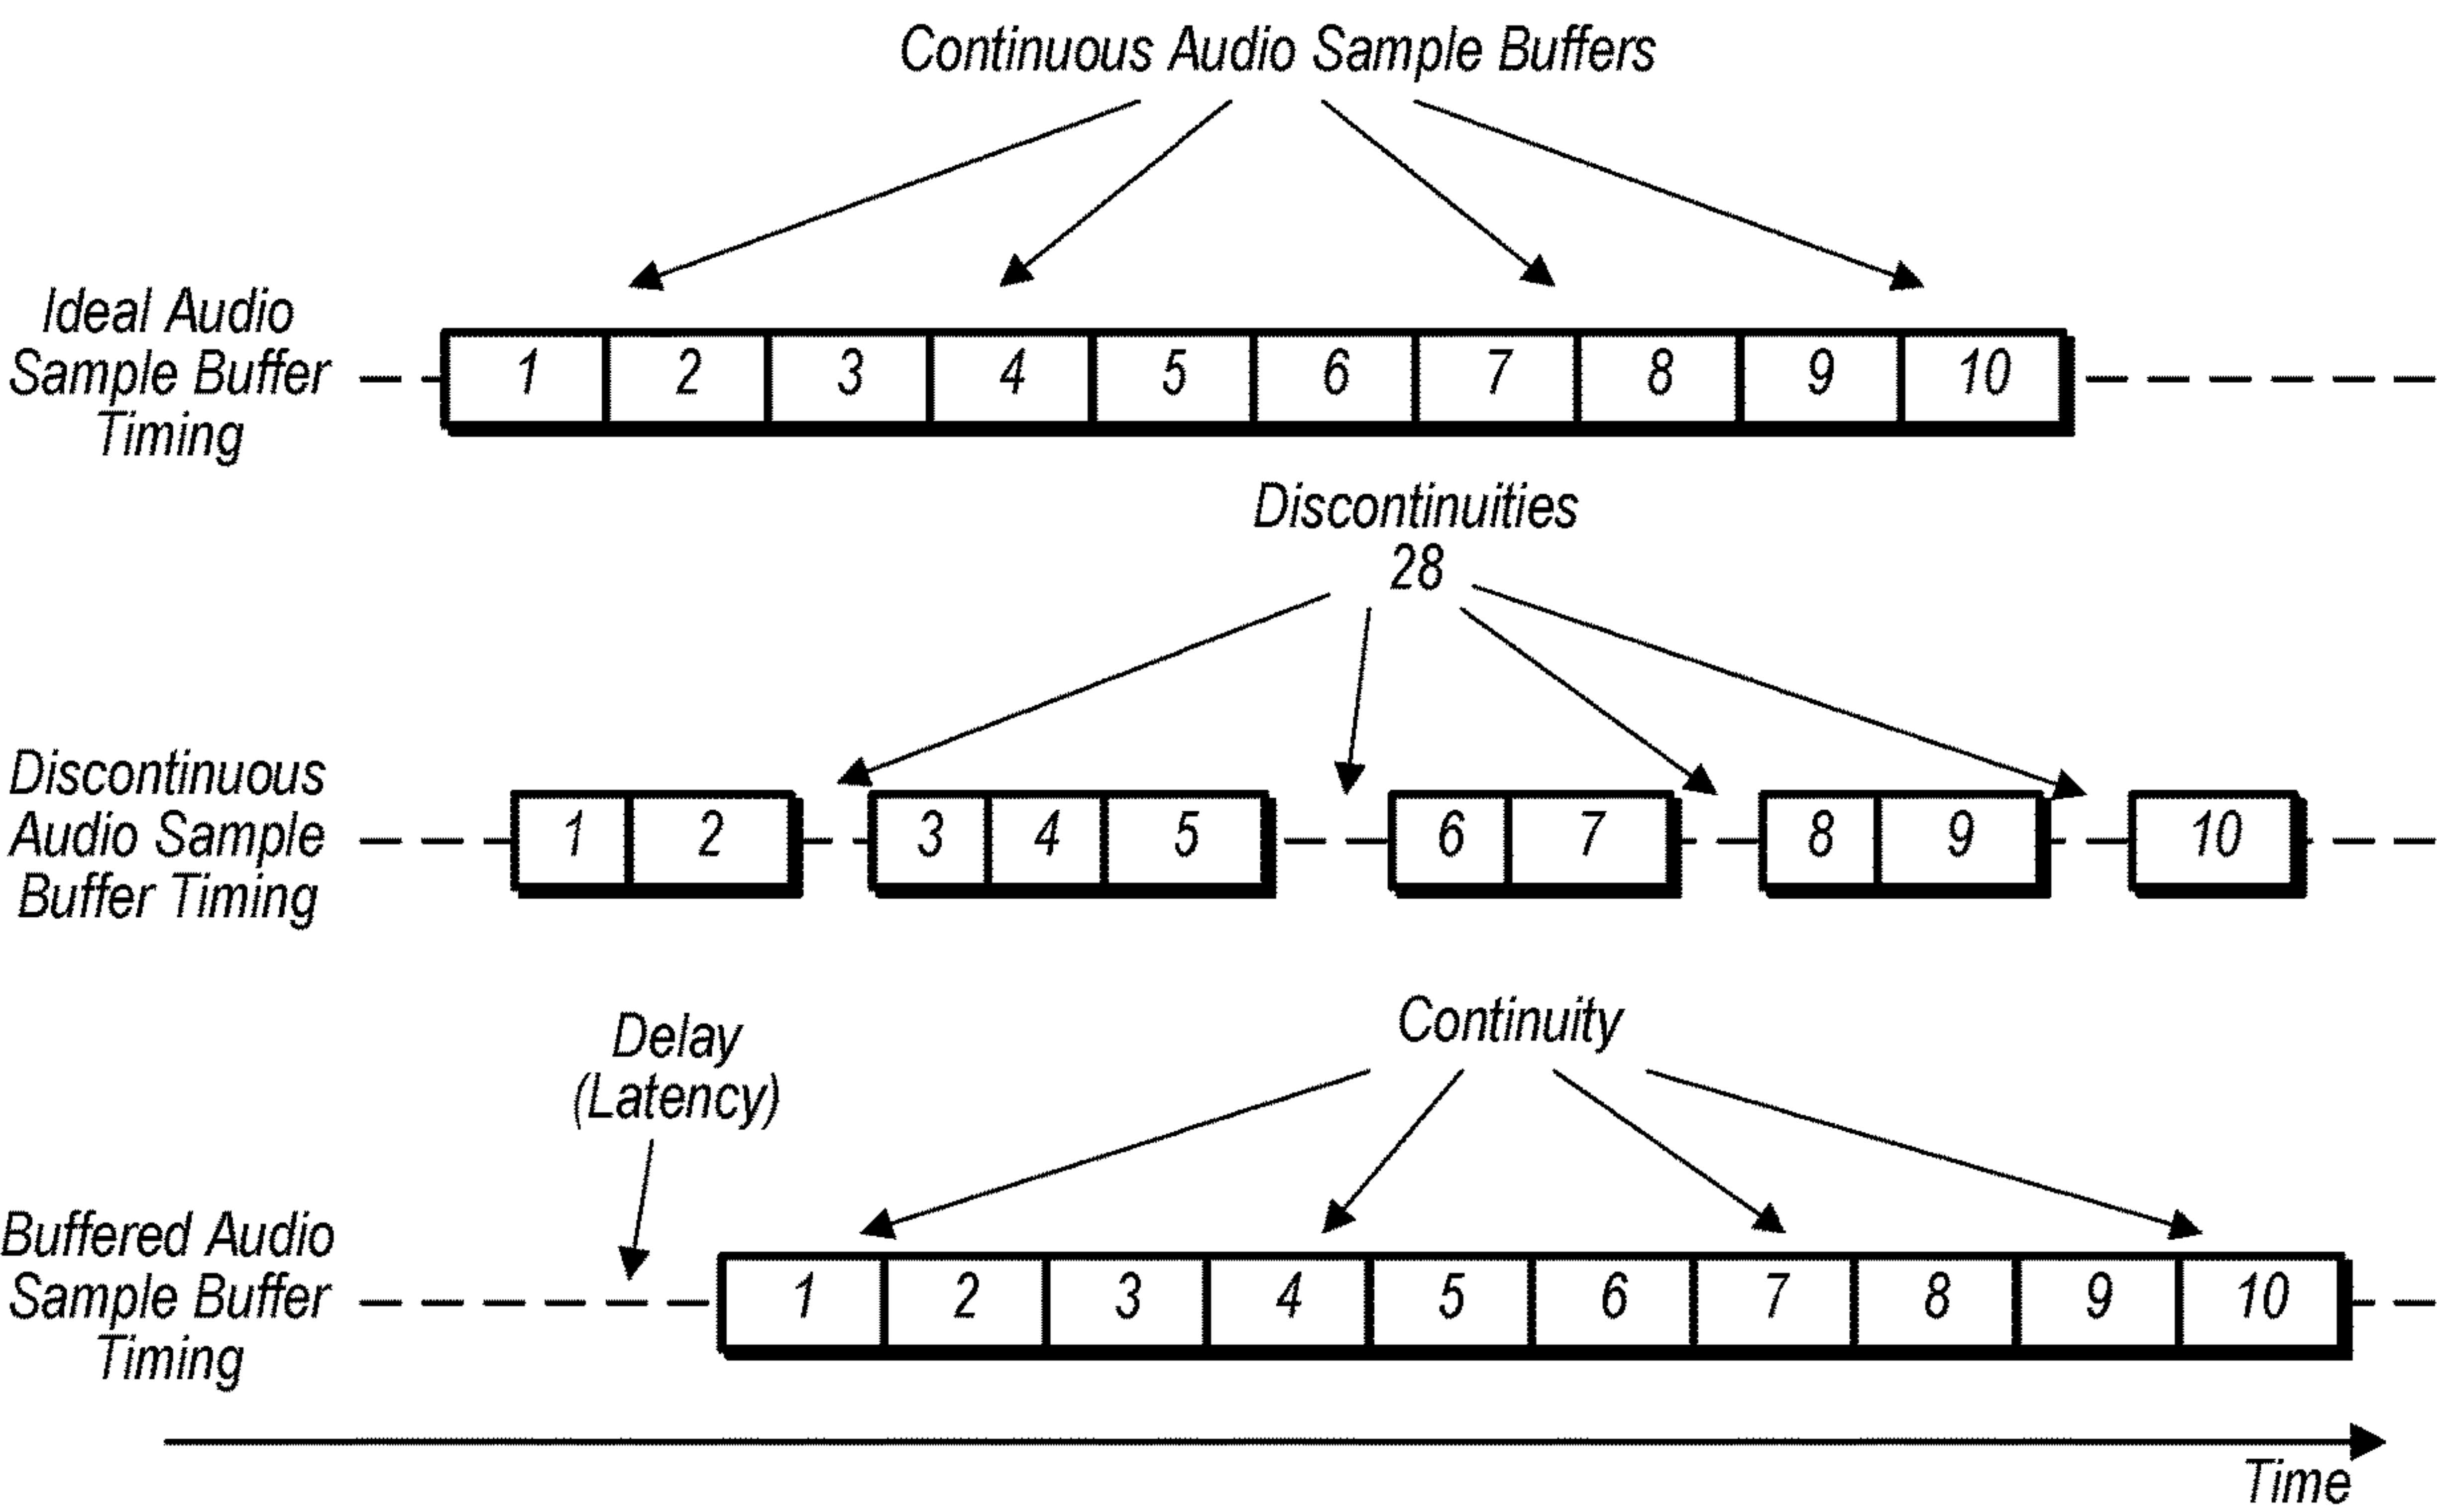 Continuous Audio Sample Buffers
Ideal Audio
Sample Buffer
Timing
1 2 3 4 5 6 7 8 9 10
Discontinuities
28
Discontinuous
Audio Sample
Buffer Timing
1 2 3 4 5 6 7 8 9 10
Delay
(Latency)
Continuity
Buffered Audio
Sample Buffer
Timing
1 2 3 4 5 6 7 8 9 10
Time